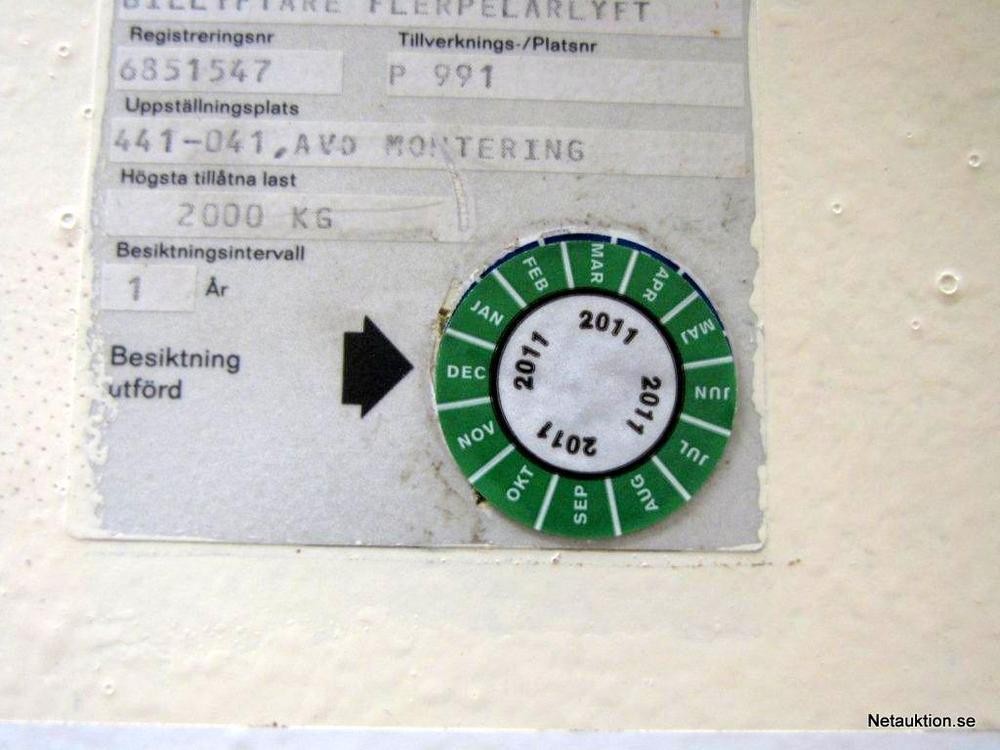 BILLYFTARE FLERPELARLYFT
Registreringsnr
Tillverknings-/Platsnr
6851547
P 991
Uppställningsplats
441-041,AVD MONTERING
Högsta tillåtna last
2000 KG
Besiktningsintervall
1 År
Besiktning
utförd
JAN
FEB
MAR
APR
MAJ
JUN
JUL
AUG
SEP
OKT
NOV
DEC
2011
2011
2011
2011
Netauktion.se